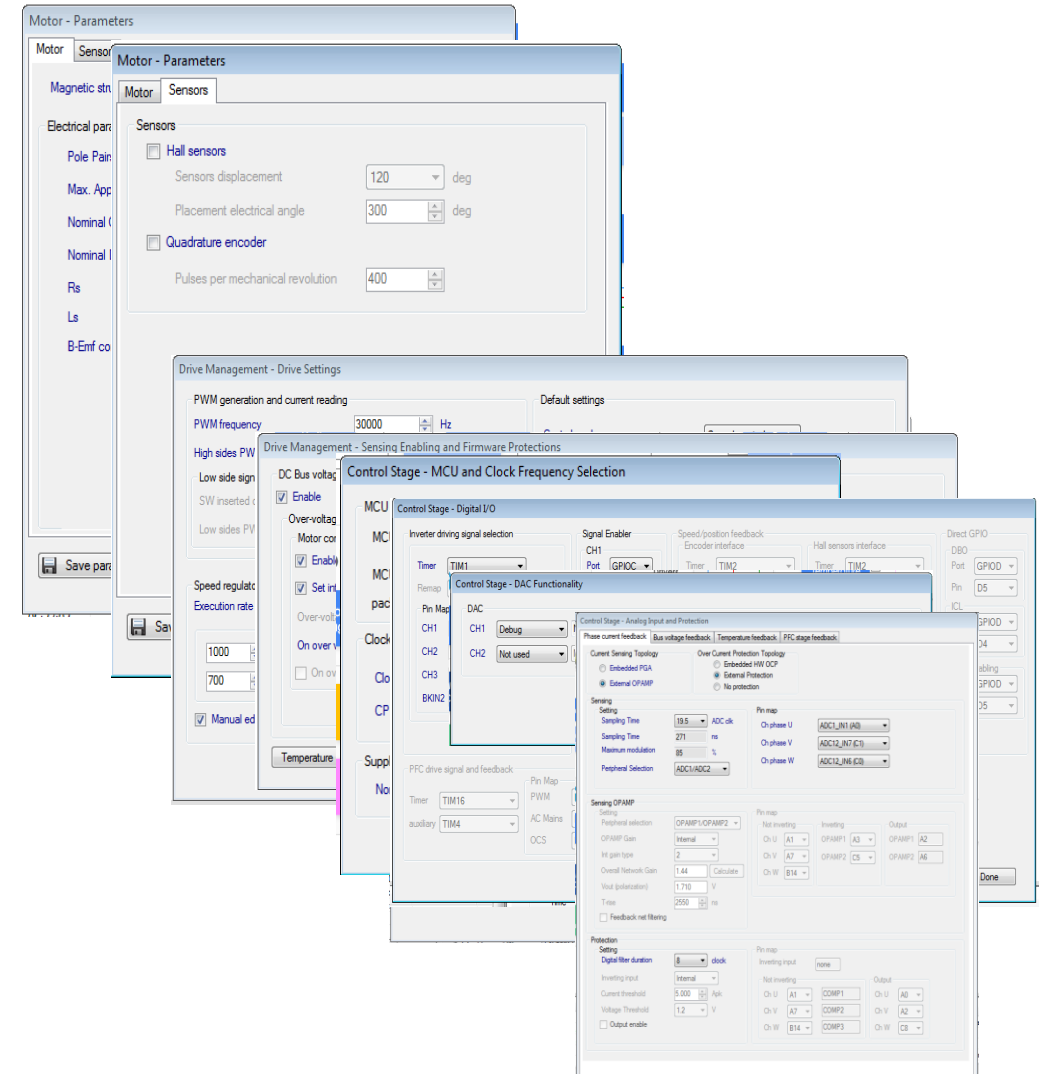 Motor - Parameters
Motor Sensor
Magnetic stru
Electrical para
Pole Pairs
Max. App
Nominal
Nominal
Rs
Ls
B-Emf co
Save para
Motor - Parameters
Motor Sensors
Sensors
Hall sensors
Sensors displacement 120 deg
Placement electrical angle 300 deg
Quadrature encoder
Pulses per mechanical revolution 400
Sav
Drive Management - Drive Settings
PWM generation and current reading Default settings
PWM frequency 30000 Hz
High sides PW
Low side sign
SW inserted
Low sides PW
Speed regulato
Execution rate
1000
700
Manual ed
Drive Management - Sensing Enabling and Firmware Protections
DC Bus voltag
Enable
Over-voltag
Motor con
Enable
Set int
Over-volt
On over v
On ov
Temperature
Control Stage - MCU and Clock Frequency Selection
MCU
MC
MC
pac
Clock
Clo
CP
Suppl
No
Control Stage - Digital I/O
Inverter driving signal selection Signal Enabler Speed/position feedback Direct GPIO
CH1 Encoder interface Hall sensors interface DBO
Timer TIM1 Port GPIOC Timer TIM2 Timer TIM2 Port GPIOD
Remap Pin D5
Pin Map ICL
CH1 GPIOD
CH2 D4
CH3 abling
GPIOD
BKIN2 D5
PFC drive signal and feedback
Pin Map
Timer TIM16 PWM
auxiliary TIM4 AC Mains
OCS
Done
Time
Control Stage - DAC Functionality
DAC
CH1 Debug
CH2 Not used
Control Stage - Analog Input and Protection
Phase current feedback Bus voltage feedback Temperature feedback PFC stage feedback
Current Sensing Topology Over Current Protection Topology
Embedded PGA Embedded HW OCP
External OPAMP External Protection
No protection
Sensing
Setting Pin map
Sampling Time 19.5 ADC clk Ch phase U ADC1_IN1 (A0)
Sampling Time 271 ns Ch phase V ADC12_IN7 (C1)
Maximum modulation 85 % Ch phase W ADC12_IN6 (C0)
Peripheral Selection ADC1/ADC2
Sensing OPAMP
Setting Pin map
Peripheral selection OPAMP1/OPAMP2 Not inverting Inverting Output
OPAMP Gain Internal Ch U A1 OPAMP1 A3 OPAMP1 A2
Int gain type 2 Ch V A7 OPAMP2 C5 OPAMP2 A6
Overall Network Gain 1.44 Calculate Ch W B14
Vout (polarization) 1.710 V
T-rise 2550 ns
Feedback net filtering
Protection
Setting Pin map
Digital filter duration 8 clock Inverting input none
Inverting input Internal Not inverting Output
Current threshold 5.000 Apk Ch U A1 COMP1 Ch U A0
Voltage Threshold 1.2 V Ch V A7 COMP2 Ch V A2
Output enable Ch W B14 COMP3 Ch W C8